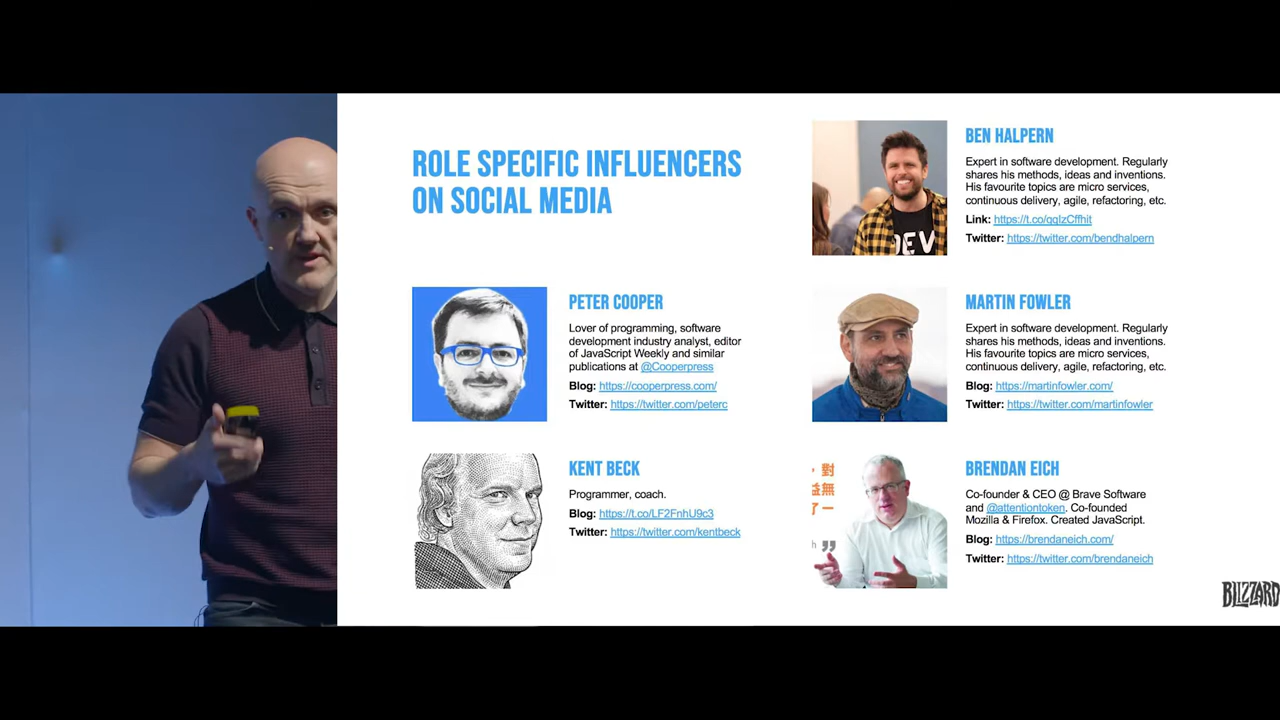 ROLE SPECIFIC INFLUENCERS
ON SOCIAL MEDIA
BEN HALPERN
Expert in software development. Regularly
shares his methods, ideas and inventions.
His favourite topics are micro services,
continuous delivery, agile, refactoring, etc.
Link: https://t.co/qqIzCffhit
Twitter: https://twitter.com/bendhalpern
DEV
PETER COOPER
Lover of programming, software
development industry analyst, editor
of JavaScript Weekly and similar
publications at @Cooperpress
Blog: https://cooperpress.com/
Twitter: https://twitter.com/peterc
MARTIN FOWLER
Expert in software development. Regularly
shares his methods, ideas and inventions.
His favourite topics are micro services,
continuous delivery, agile, refactoring, etc.
Blog: https://martinfowler.com/
Twitter: https://twitter.com/martinfowler
KENT BECK
Programmer, coach.
Blog: https://t.co/LF2FnhU9c3
Twitter: https://twitter.com/kentbeck
BRENDAN EICH
Co-founder & CEO @ Brave Software
and @attentiontoken. Co-founded
Mozilla & Firefox. Created JavaScript.
Blog: https://brendaneich.com/
Twitter: https://twitter.com/brendaneich
，對
益無
了一
h ”
BLIZZARD